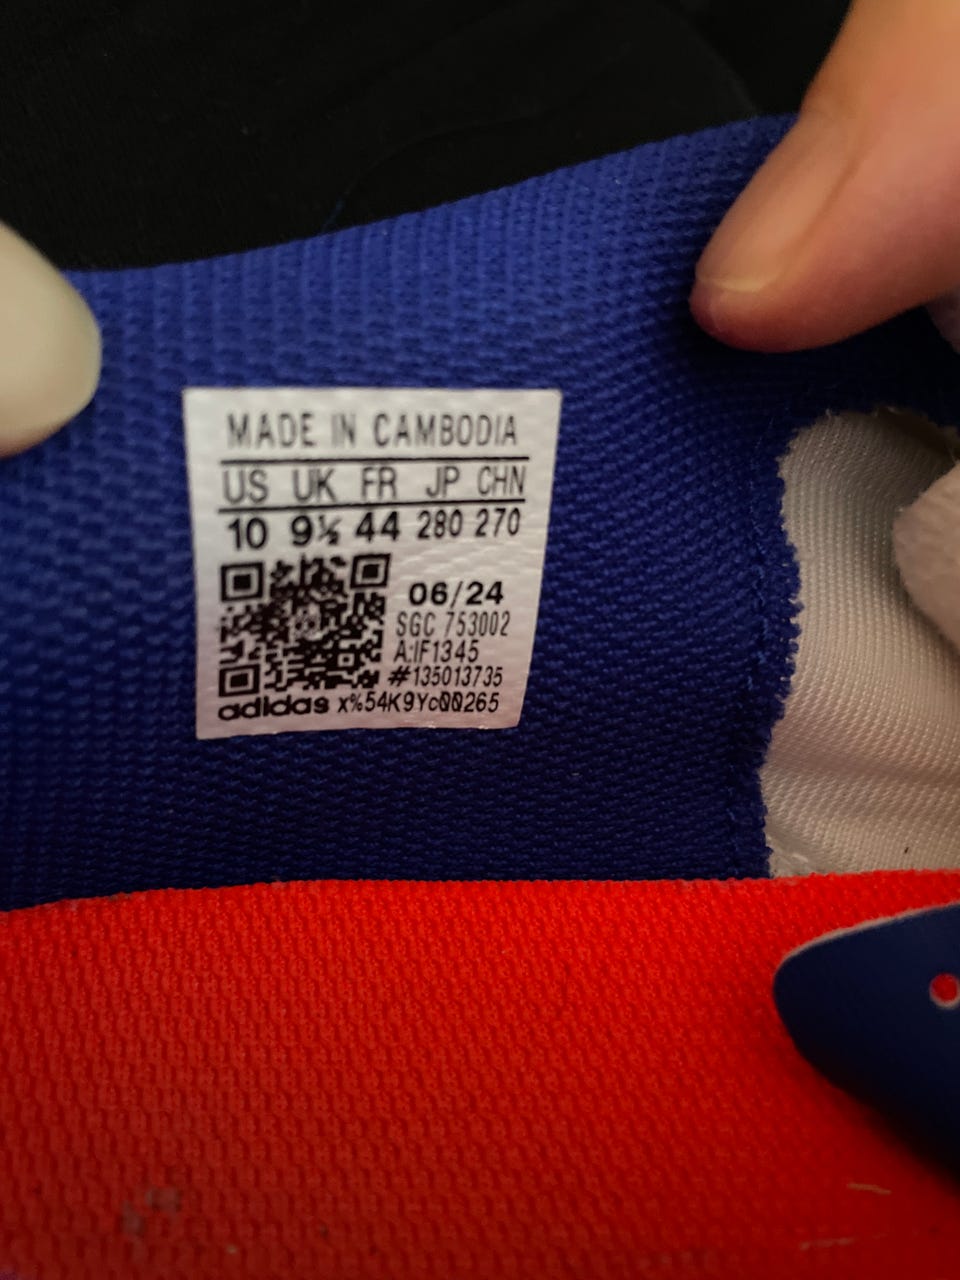 MADE IN CAMBODIA
US UK FR JP CHN
10 9½ 44 280 270
06/24
SGC 753002
A:IF1345
#135013735
adidas x%54K9Yc00265